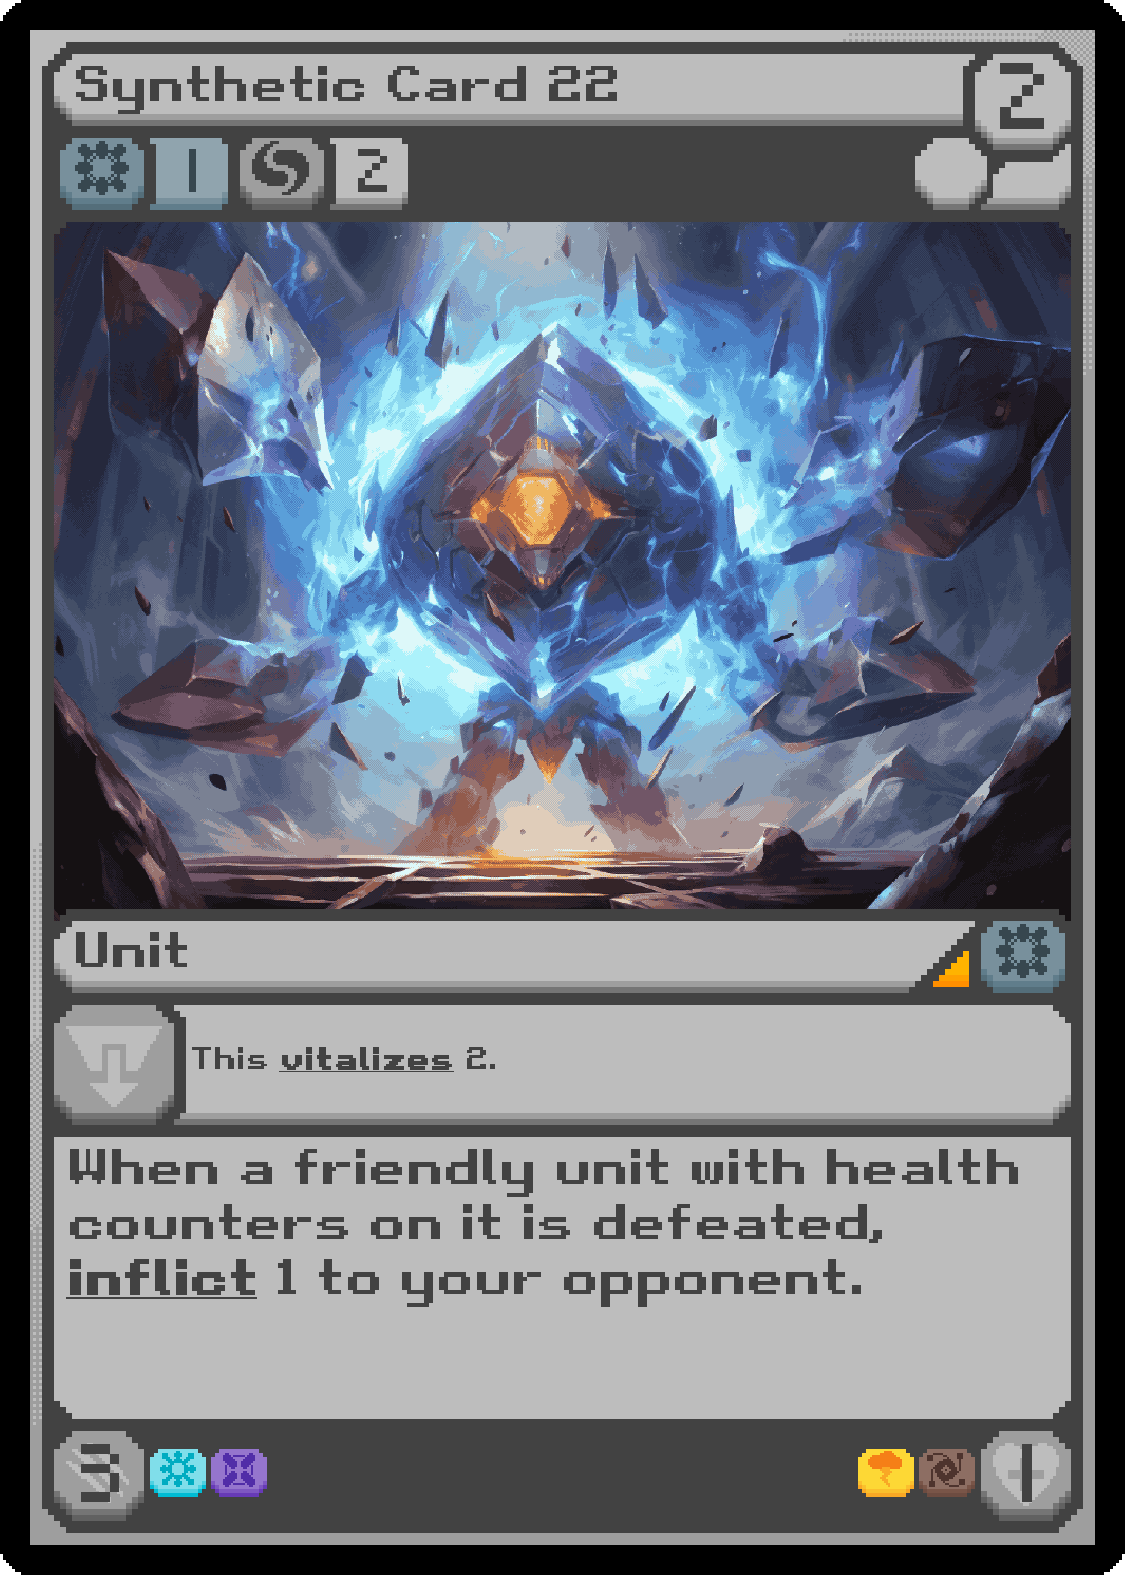 Synthetic Card 22
2
1 2
Unit
This vitalizes 2.
When a friendly unit with health
counters on it is defeated,
inflict 1 to your opponent.
3 1